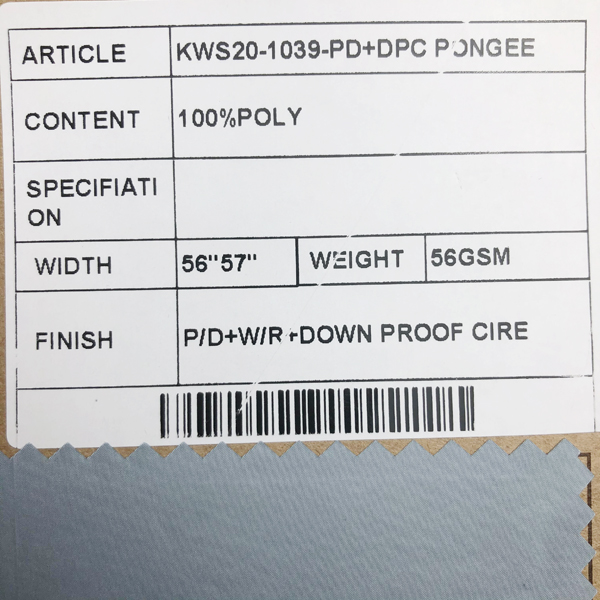 ARTICLE KWS20-1039-PD+DPC PONGEE
CONTENT 100%POLY
SPECIFIATI
ON
WIDTH 56"57" WEIGHT 56GSM
FINISH P/D+W/R+DOWN PROOF CIRE